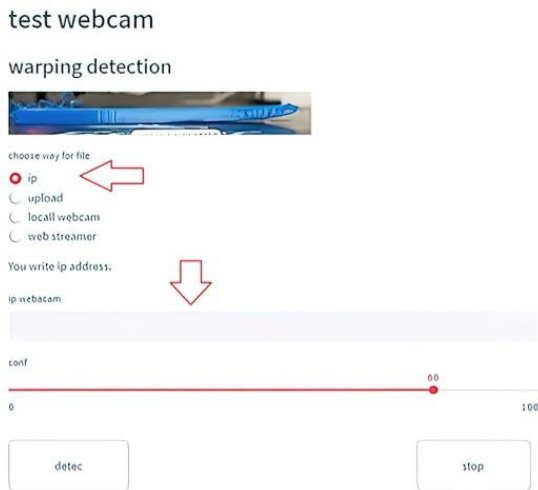 test webcam
warping detection
choose way for file
ip
upload
locall webcam
web streamer
You write ip address.
ip webacam
conf
80
0 100
detec stop